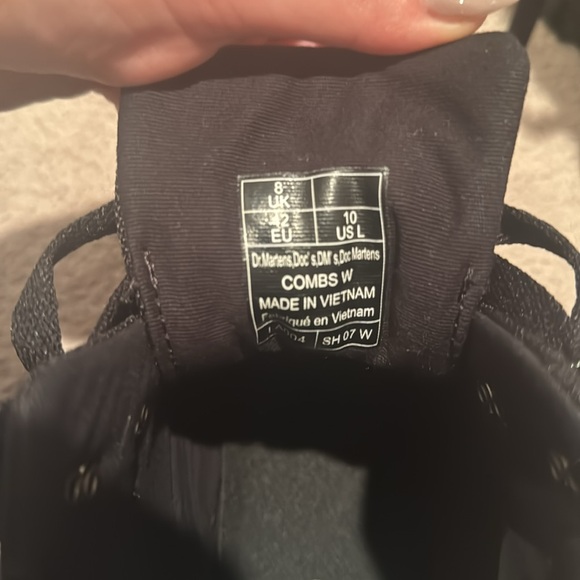 8
UK
42
EU
10
US L
Dr.Martens,Doc's,DM's,Doc Martens
COMBS W
MADE IN VIETNAM
Fabriqué en Vietnam
SH 07 W